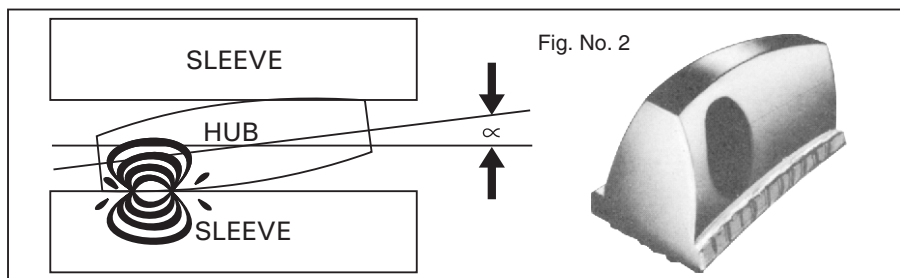 SLEEVE
Fig. No. 2
HUB
∝
SLEEVE